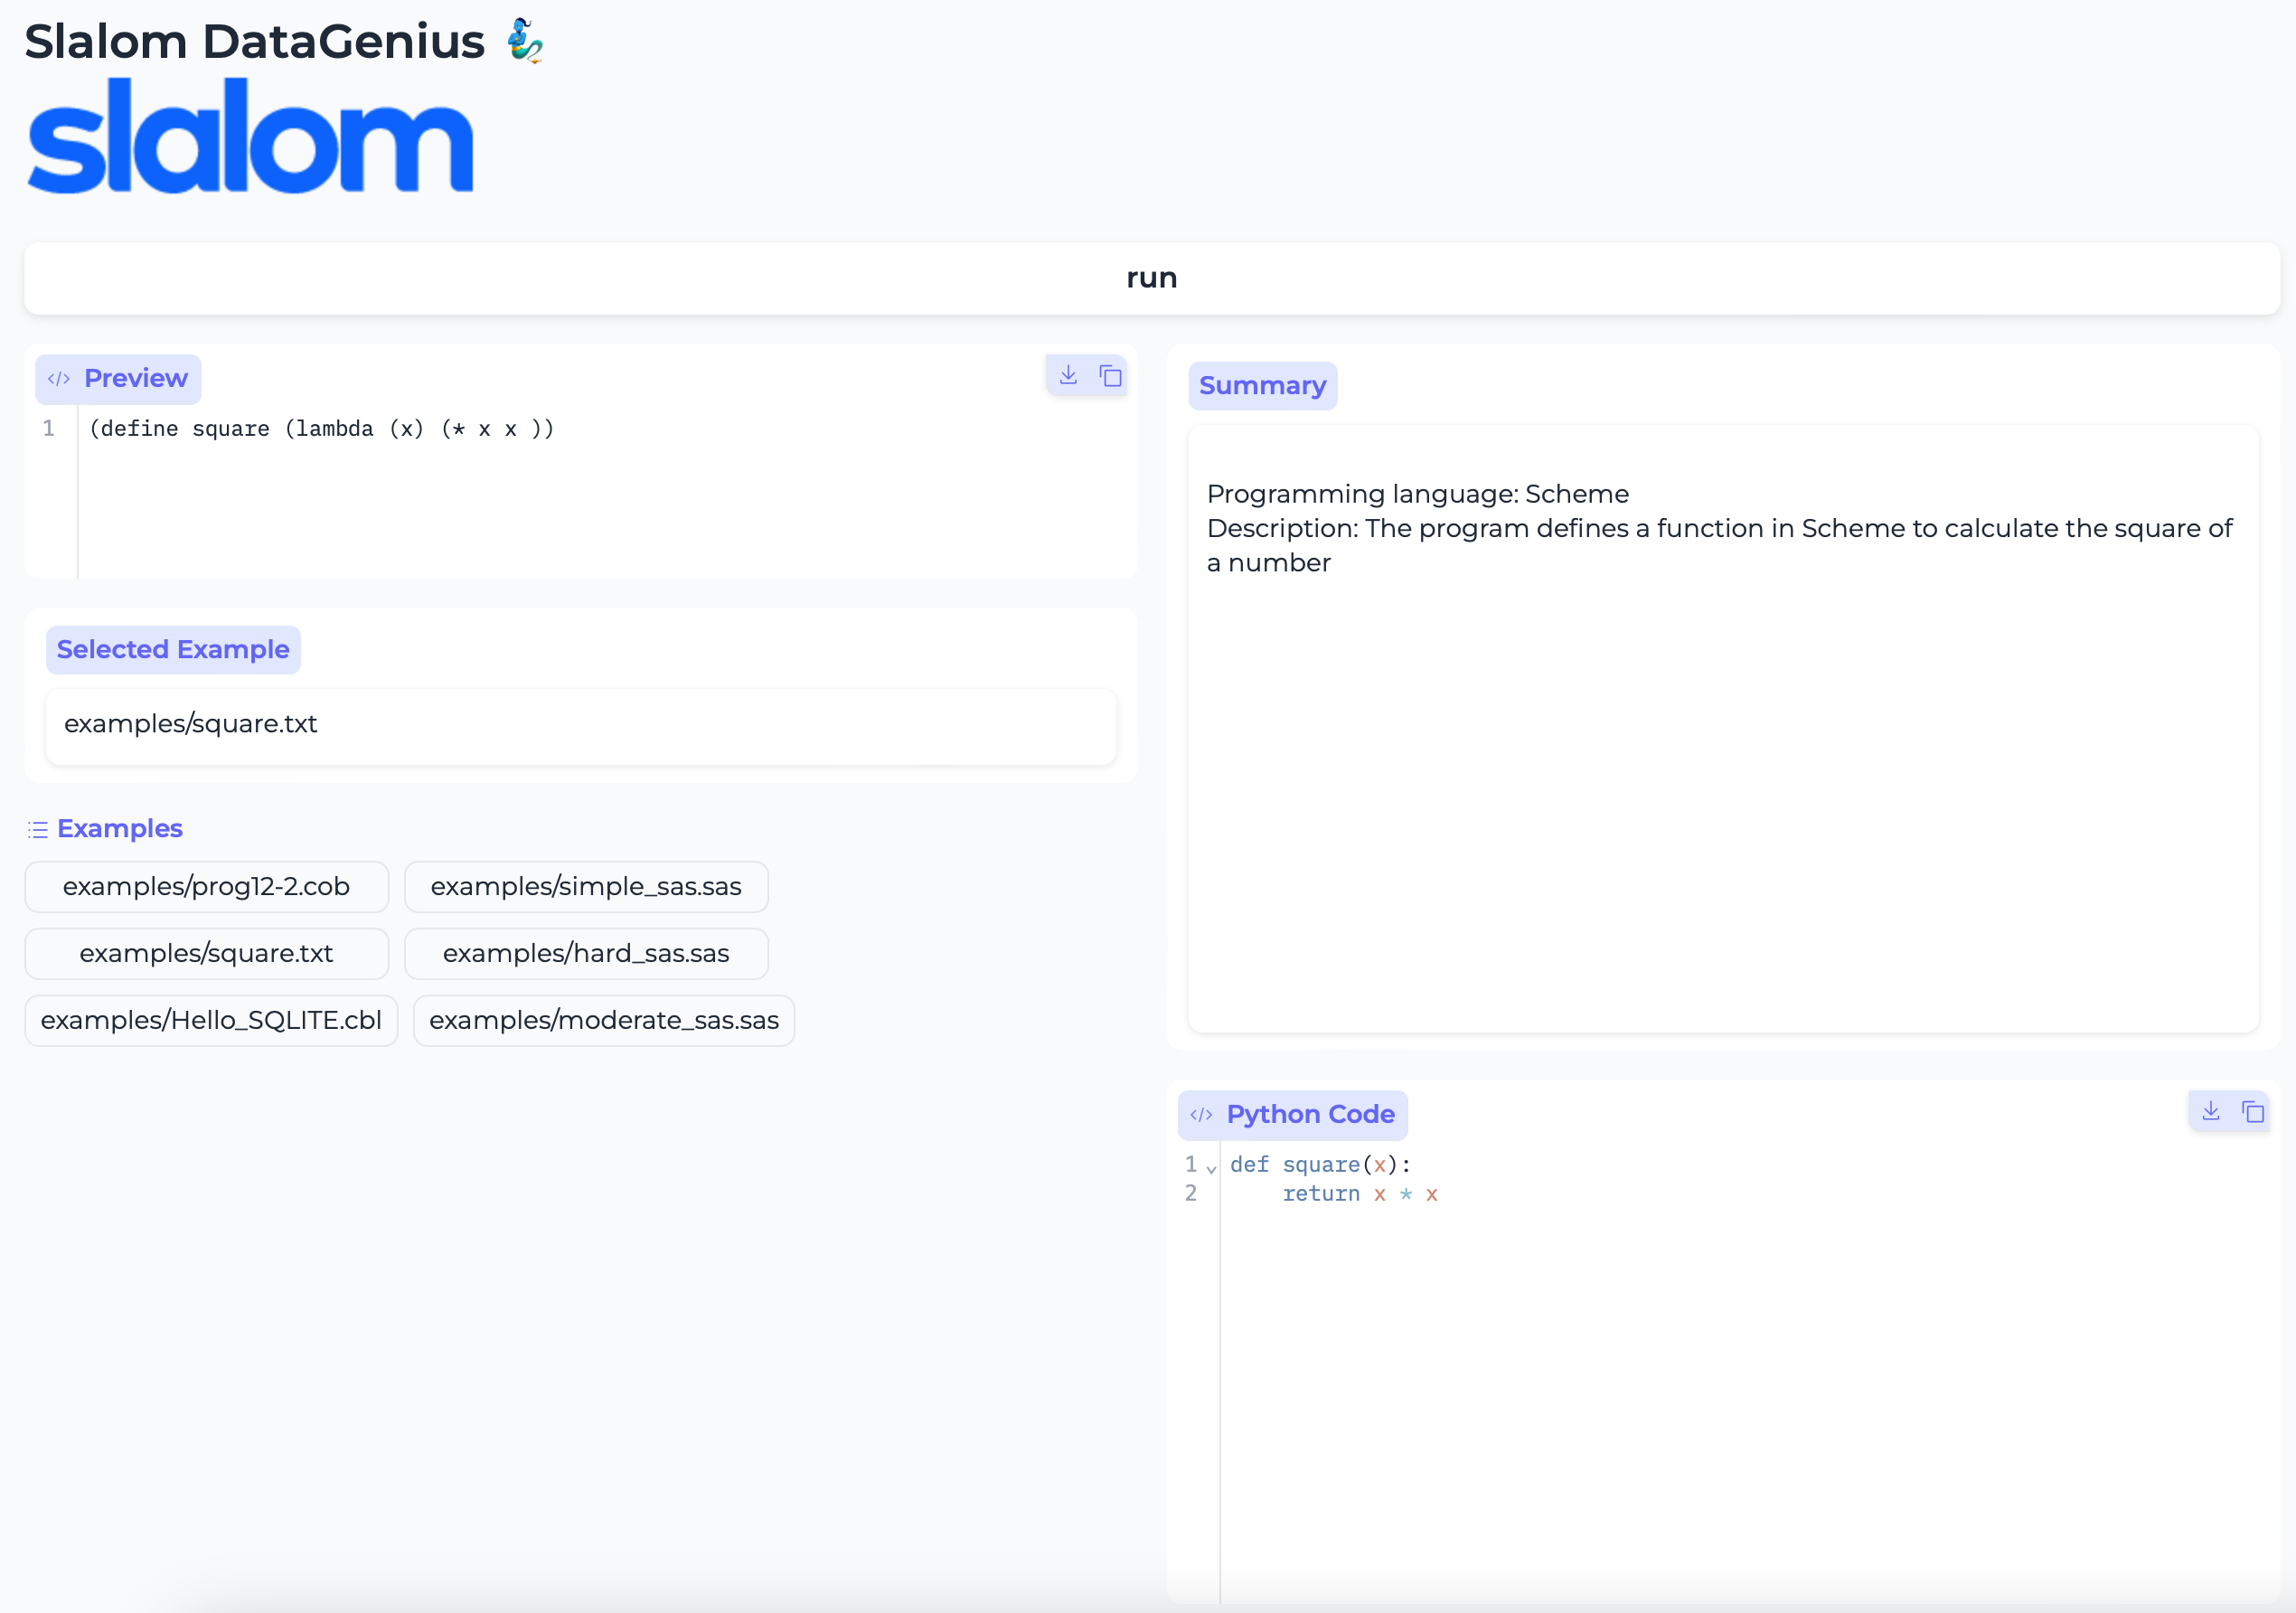 Slalom DataGenius 🧞‍♂️
slalom
run
Preview
1 (define square (lambda (x) (* x x ))
Selected Example
examples/square.txt
Examples
examples/prog12-2.cob examples/simple_sas.sas
examples/square.txt examples/hard_sas.sas
examples/Hello_SQLITE.cbl examples/moderate_sas.sas
Summary
Programming language: Scheme
Description: The program defines a function in Scheme to calculate the square of
a number
Python Code
1 def square(x):
2     return x * x